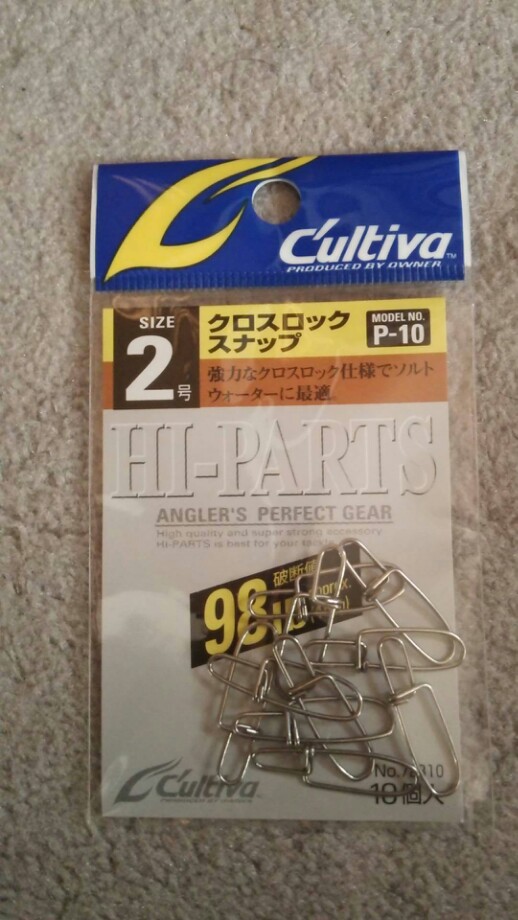 C'ultiva™
PRODUCED BY OWNER
SIZE
2号
クロスロック
スナップ
MODEL NO.
P-10
強力なクロスロック仕様でソルト
ウォーターに最適。
HI-PARTS
ANGLER'S PERFECT GEAR
High quality and super strong accessory
HI-PARTS is best for your tackle
破断値
98
C'ultiva
PRODUCED BY OWNER
10個入